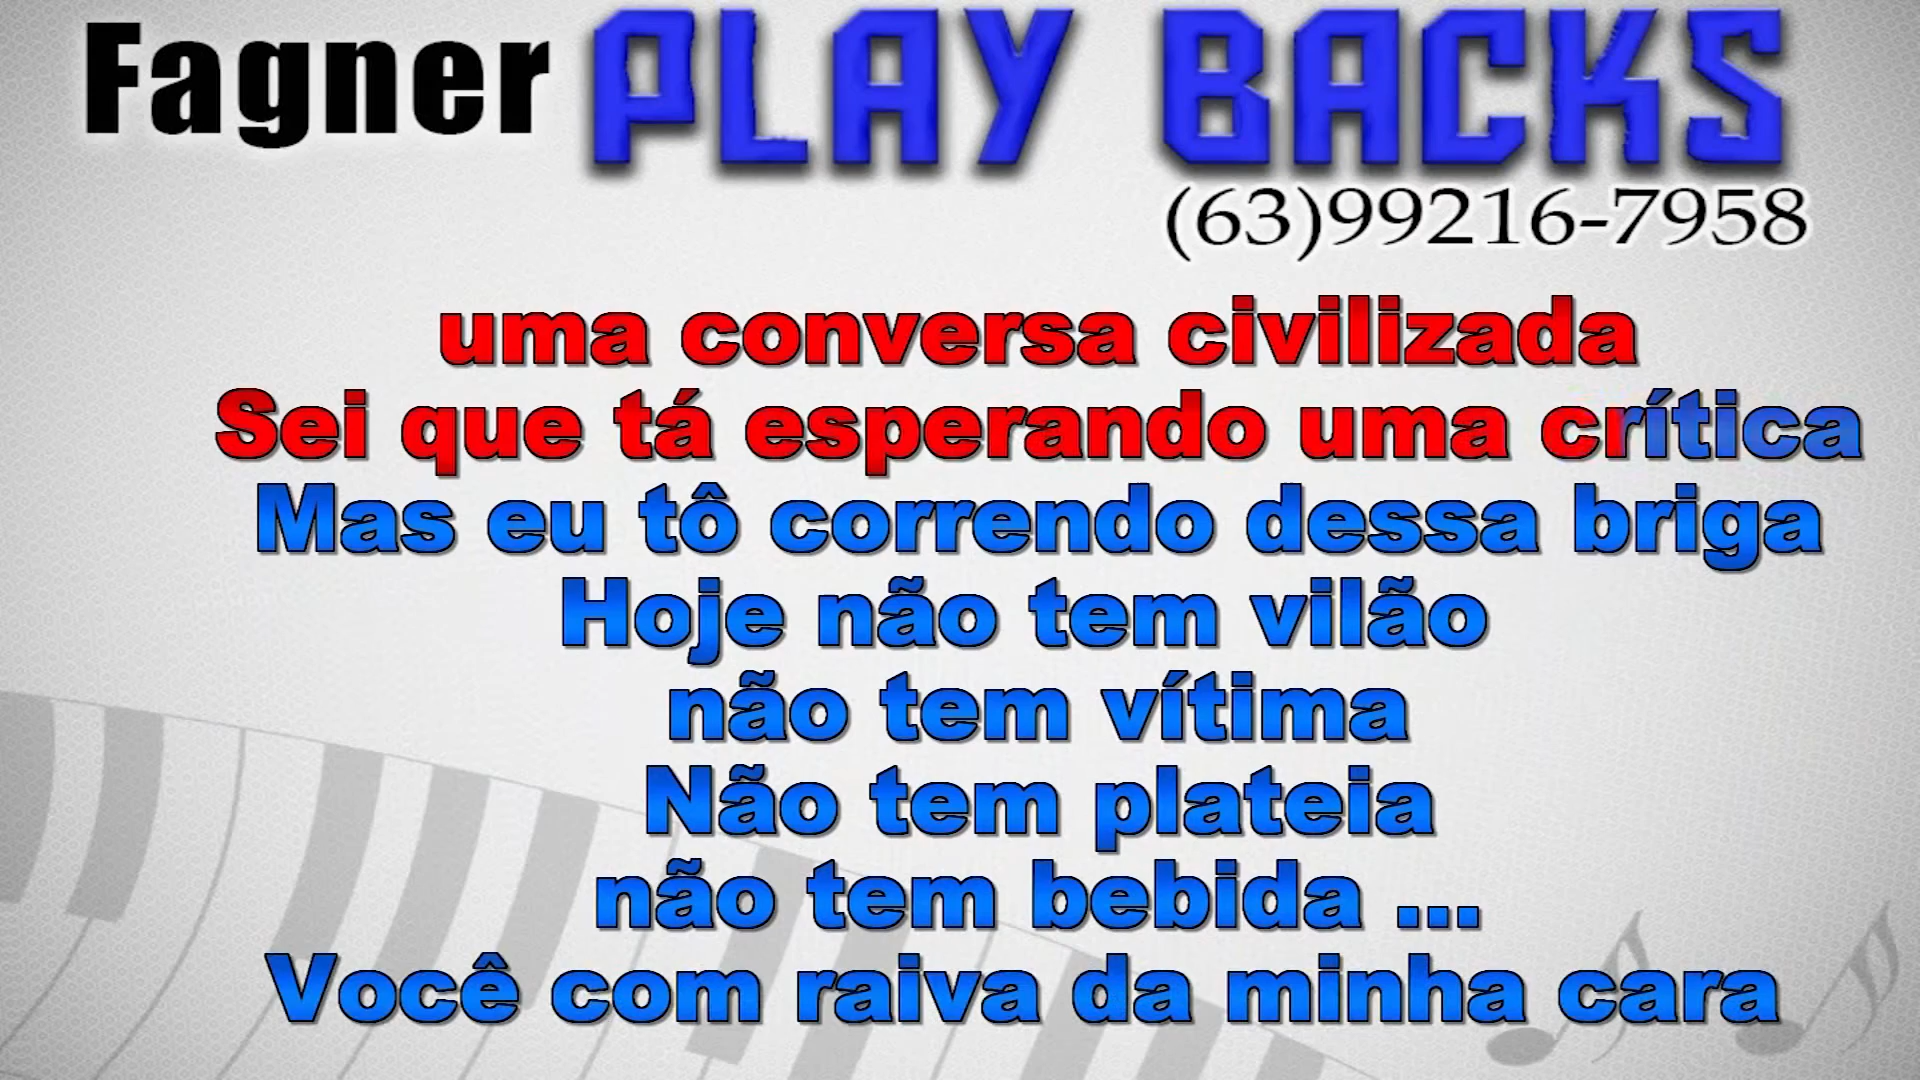 Fagner PLAY BACKS
(63)99216-7958
uma conversa civilizada
Sei que tá esperando uma crítica
Mas eu tô correndo dessa briga
Hoje não tem vilão
não tem vítima
Não tem plateia
não tem bebida ...
Você com raiva da minha cara